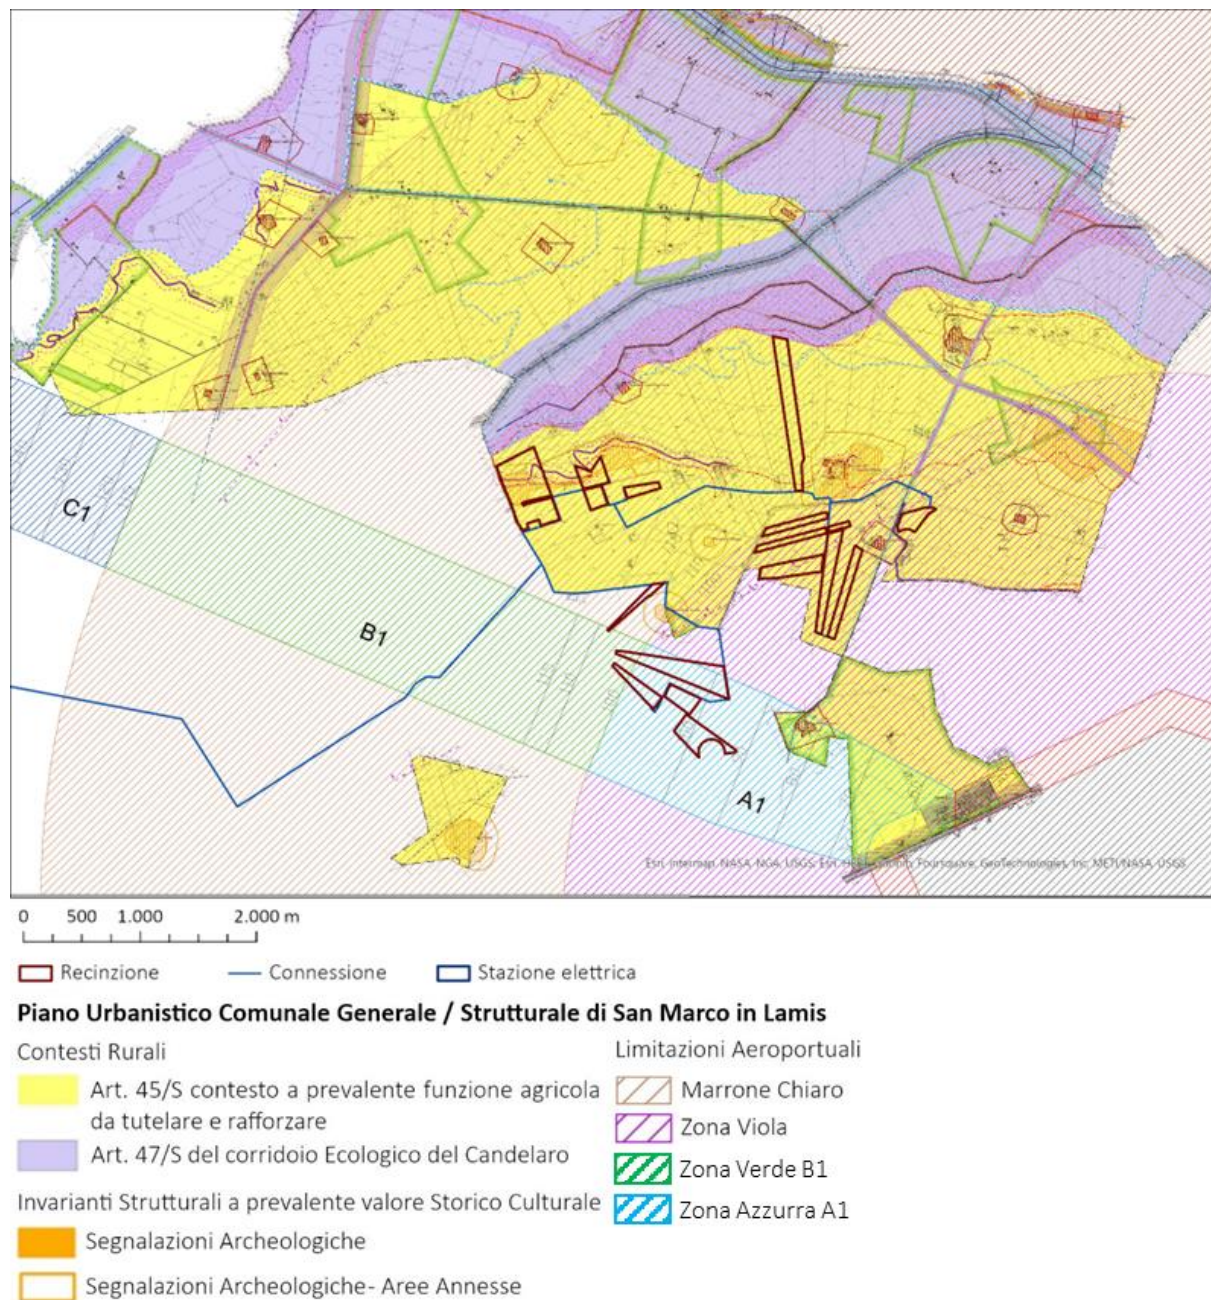 C1
B1
A1
Esri, Intermap, NASA, NGA, USGS; Esri, Foursquare, GeoTechnologies, Inc, METI/NASA, USGS
0 500 1.000 2.000 m
Recinzione Connessione Stazione elettrica
Piano Urbanistico Comunale Generale / Strutturale di San Marco in Lamis
Contesti Rurali
Art. 45/S contesto a prevalente funzione agricola
da tutelare e rafforzare
Art. 47/S del corridoio Ecologico del Candelaro
Invarianti Strutturali a prevalente valore Storico Culturale
Segnalazioni Archeologiche
Segnalazioni Archeologiche- Aree Annesse
Limitazioni Aeroportuali
Marrone Chiaro
Zona Viola
Zona Verde B1
Zona Azzurra A1